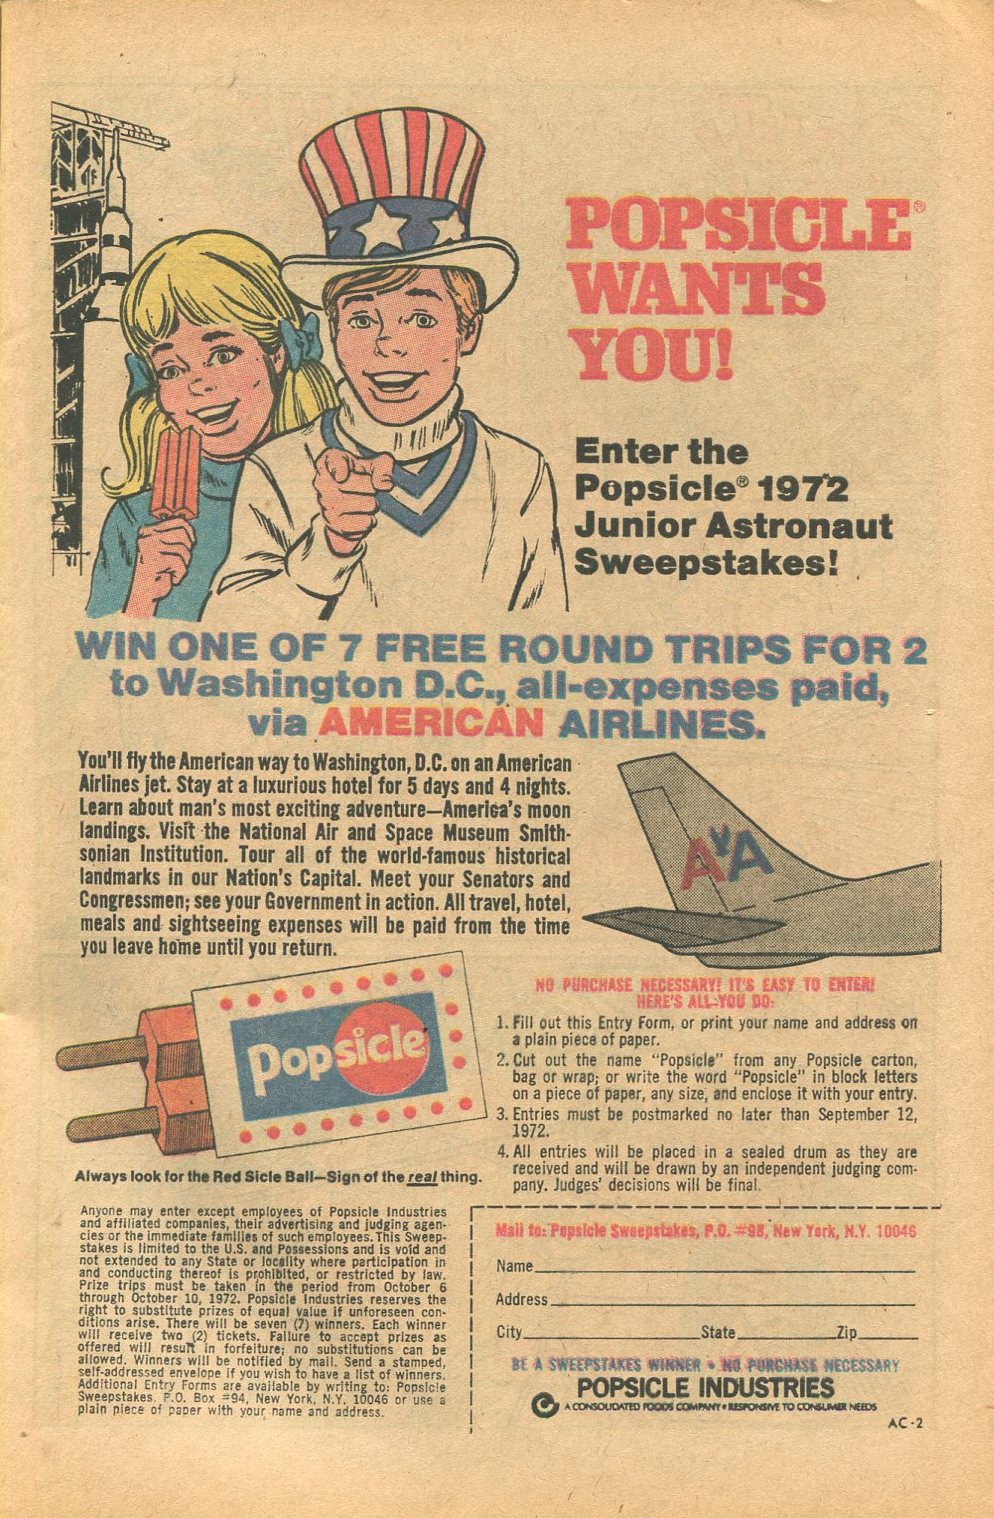 POPSICLE®
WANTS
YOU!
Enter the
Popsicle® 1972
Junior Astronaut
Sweepstakes!
WIN ONE OF 7 FREE ROUND TRIPS FOR 2
to Washington D.C., all-expenses paid,
via AMERICAN AIRLINES.
You'll fly the American way to Washington, D.C. on an American
Airlines jet. Stay at a luxurious hotel for 5 days and 4 nights.
Learn about man's most exciting adventure—America's moon
landings. Visit the National Air and Space Museum Smith-
sonian Institution. Tour all of the world-famous historical
landmarks in our Nation's Capital. Meet your Senators and
Congressmen; see your Government in action. All travel, hotel,
meals and sightseeing expenses will be paid from the time
you leave home until you return.
AA
Popsicle
Always look for the Red Sicle Ball—Sign of the real thing.
NO PURCHASE NECESSARY! IT'S EASY TO ENTER!
HERE'S ALL YOU DO:
1. Fill out this Entry Form, or print your name and address on
a plain piece of paper.
2. Cut out the name "Popsicle" from any Popsicle carton,
bag or wrap; or write the word "Popsicle" in block letters
on a piece of paper, any size, and enclose it with your entry.
3. Entries must be postmarked no later than September 12,
1972.
4. All entries will be placed in a sealed drum as they are
received and will be drawn by an independent judging com-
pany. Judges' decisions will be final.
Anyone may enter except employees of Popsicle Industries
and affiliated companies, their advertising and judging agen-
cies or the immediate families of such employees. This Sweep-
stakes is limited to the U.S. and Possessions and is void and
not extended to any State or locality where participation in
and conducting thereof is prohibited, or restricted by law.
Prize trips must be taken in the period from October 6
through October 10, 1972. Popsicle Industries reserves the
right to substitute prizes of equal value if unforeseen con-
ditions arise. There will be seven (7) winners. Each winner
will receive two (2) tickets. Failure to accept prizes as
offered will result in forfeiture; no substitutions can be
allowed. Winners will be notified by mail. Send a stamped,
self-addressed envelope if you wish to have a list of winners.
Additional Entry Forms are available by writing to: Popsicle
Sweepstakes, P.O. Box #94, New York, N.Y. 10046 or use a
plain piece of paper with your name and address.
Mail to: Popsicle Sweepstakes, P.O. New York, N.Y. 10046
Name
Address
City State Zip
BE A SWEEPSTAKES WINNER • NO PURCHASE NECESSARY
POPSICLE INDUSTRIES
A CONSOLIDATED FOODS COMPANY • RESPONSIVE TO CONSUMER NEEDS
AC-2